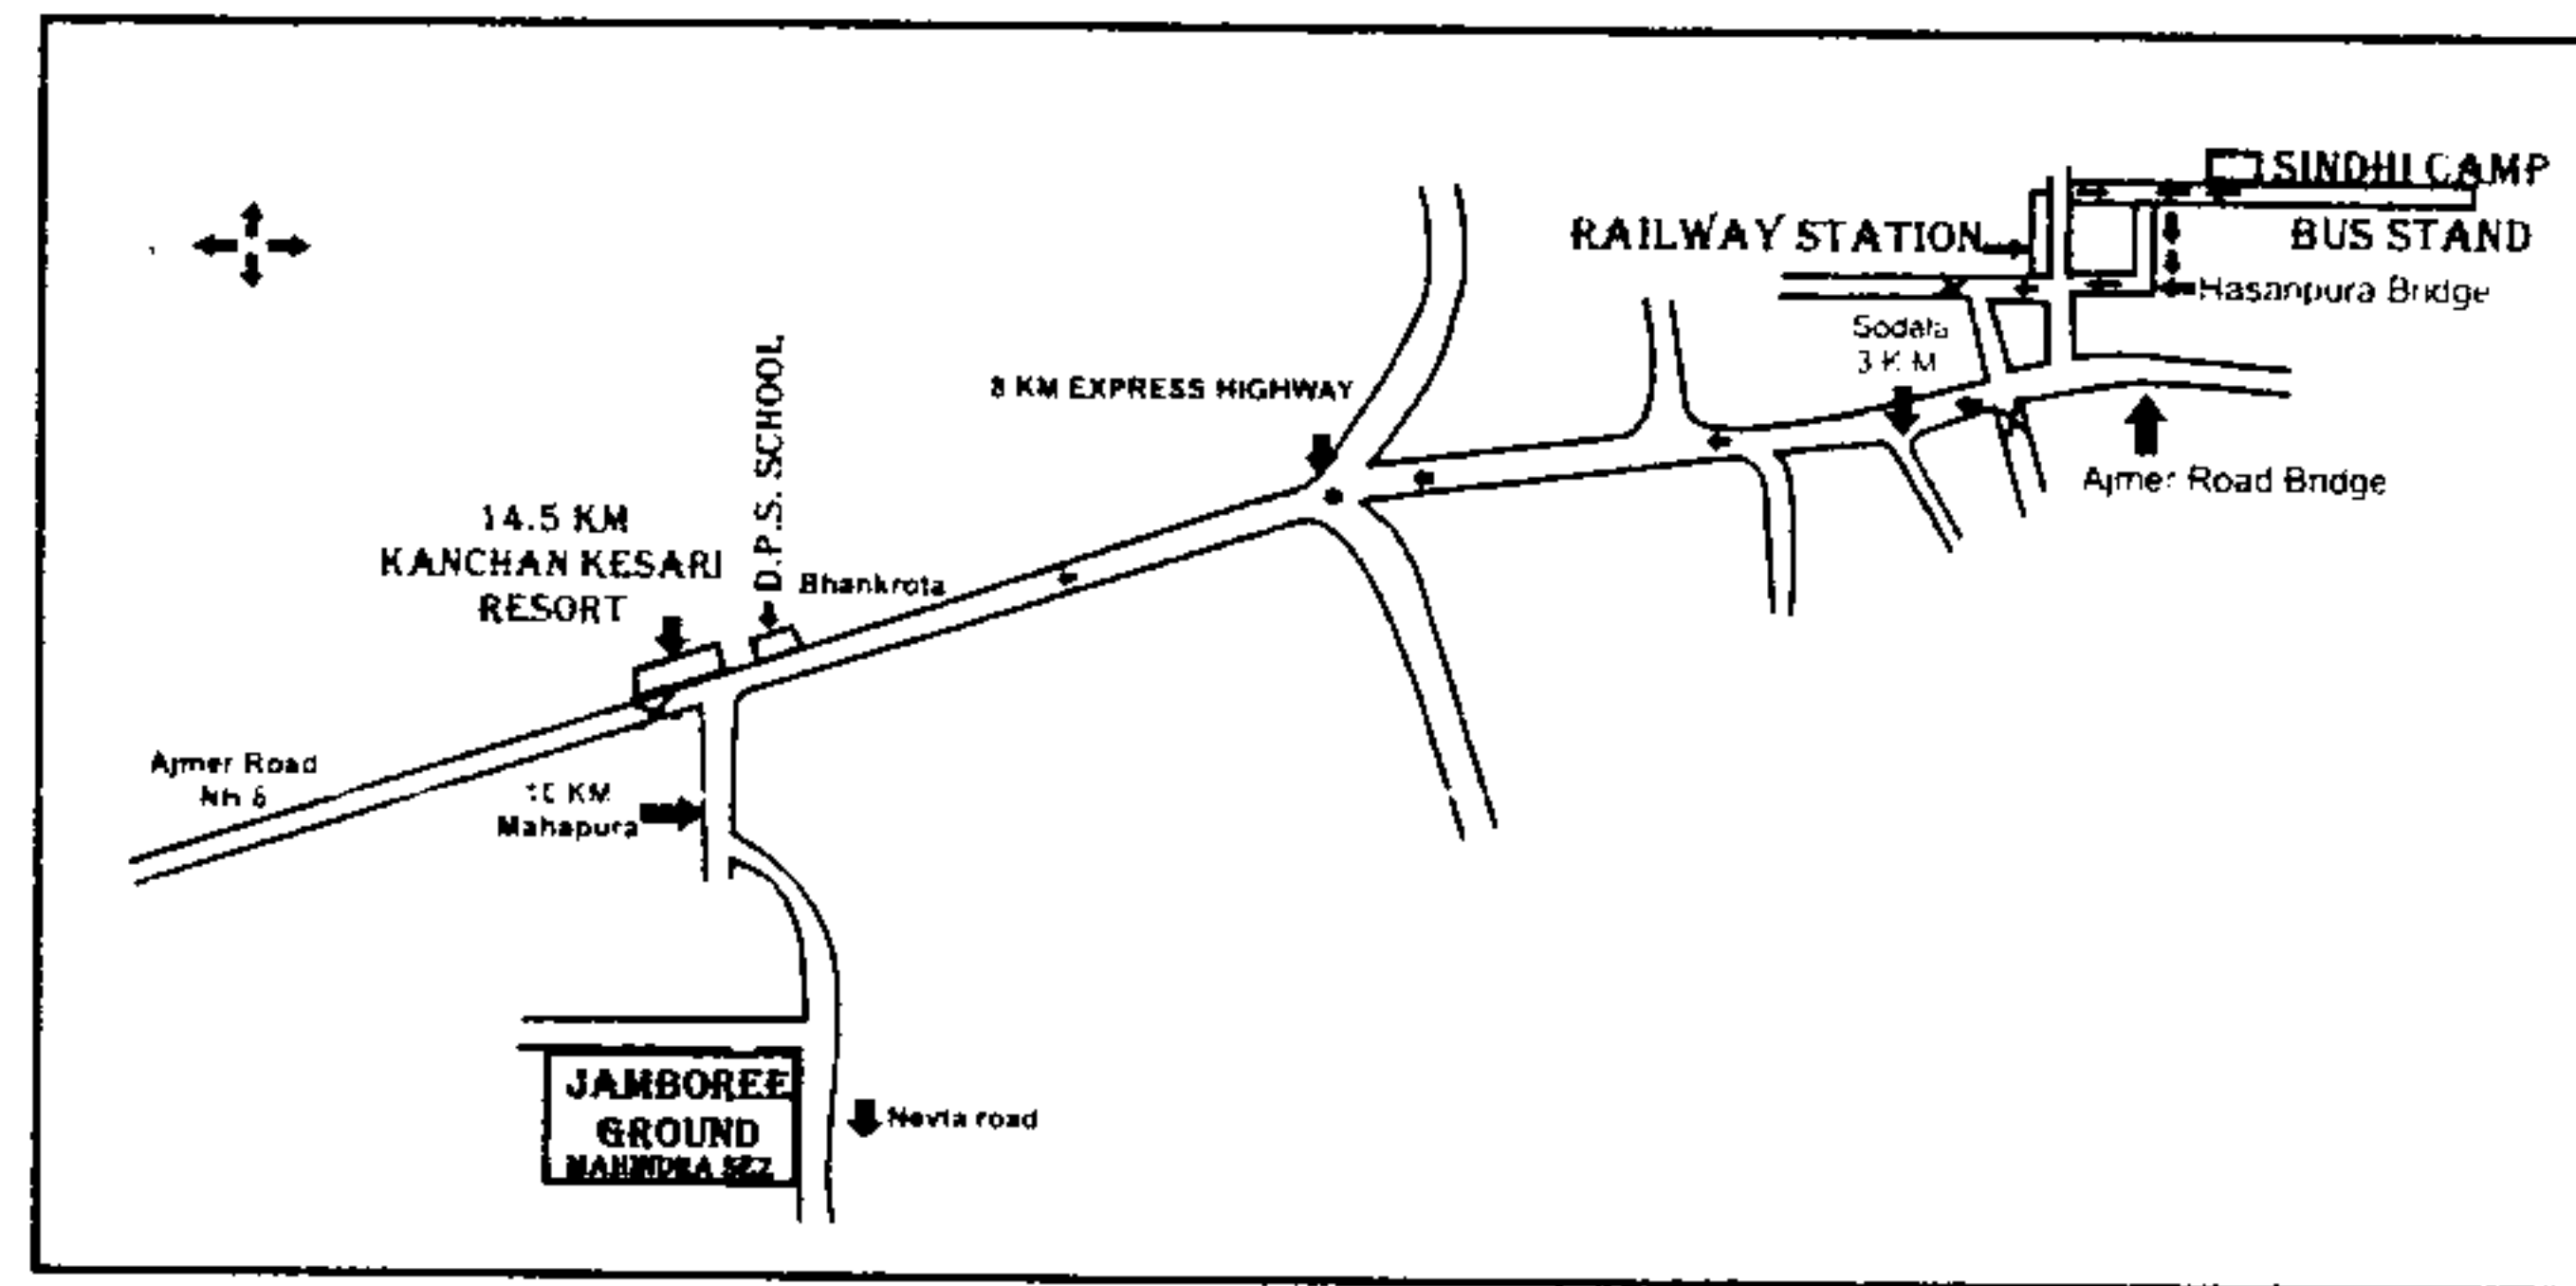 SINDHI CAMP
BUS STAND
RAILWAY STATION
Hasanpura Bridge
Sodala
3 KM
Ajmer Road Bridge
8 KM EXPRESS HIGHWAY
D.P.S. SCHOOL
Bhankrota
14.5 KM
KANCHAN KESARI
RESORT
Ajmer Road
NH 8
KM
Mahapura
JAMBOREE
GROUND
MAHINDRA SEZ
Nevta road